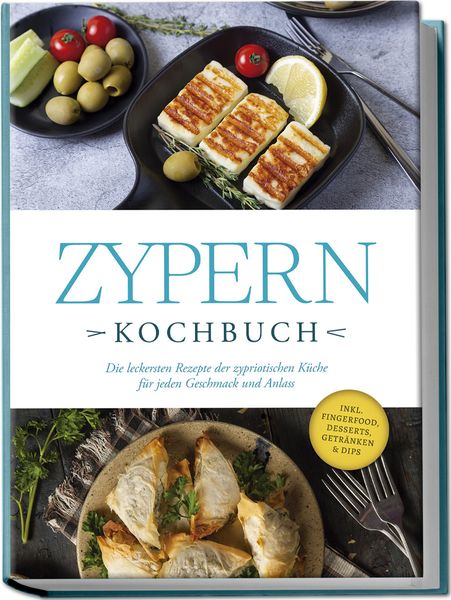 ZYPERN
KOCHBUCH
Die leckersten Rezepte der zypriotischen Küche
für jeden Geschmack und Anlass
INKL.
FINGERFOOD,
DESSERTS,
GETRÄNKEN
& DIPS